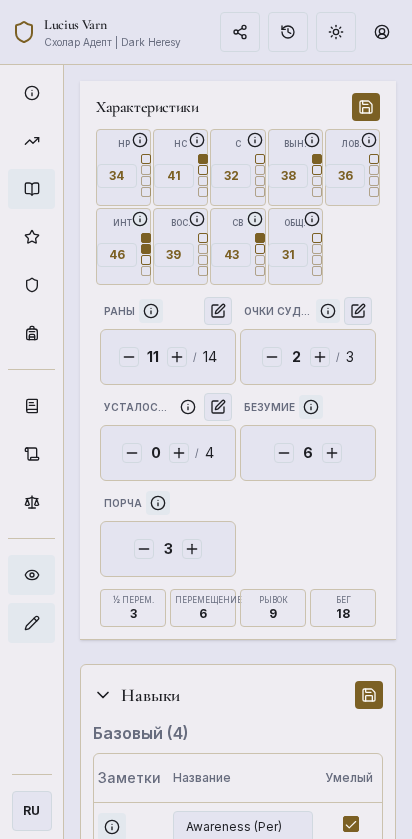 Lucius Varn
Схолар Адепт | Dark Heresy
Характеристики
НР НС С ВЫН. ЛОВ.
34 41 32 38 36
ИНТ ВОС. СВ ОБЩ.
46 39 43 31
РАНЫ ОЧКИ СУД...
11 / 14 2 / 3
УСТАЛОС... БЕЗУМИЕ
0 / 4 6
ПОРЧА
3
½ ПЕРЕМ. ПЕРЕМЕЩЕНИЕ РЫВОК БЕГ
3 6 9 18
Навыки
Базовый (4)
Заметки Название Умелый
Awareness (Per)
RU